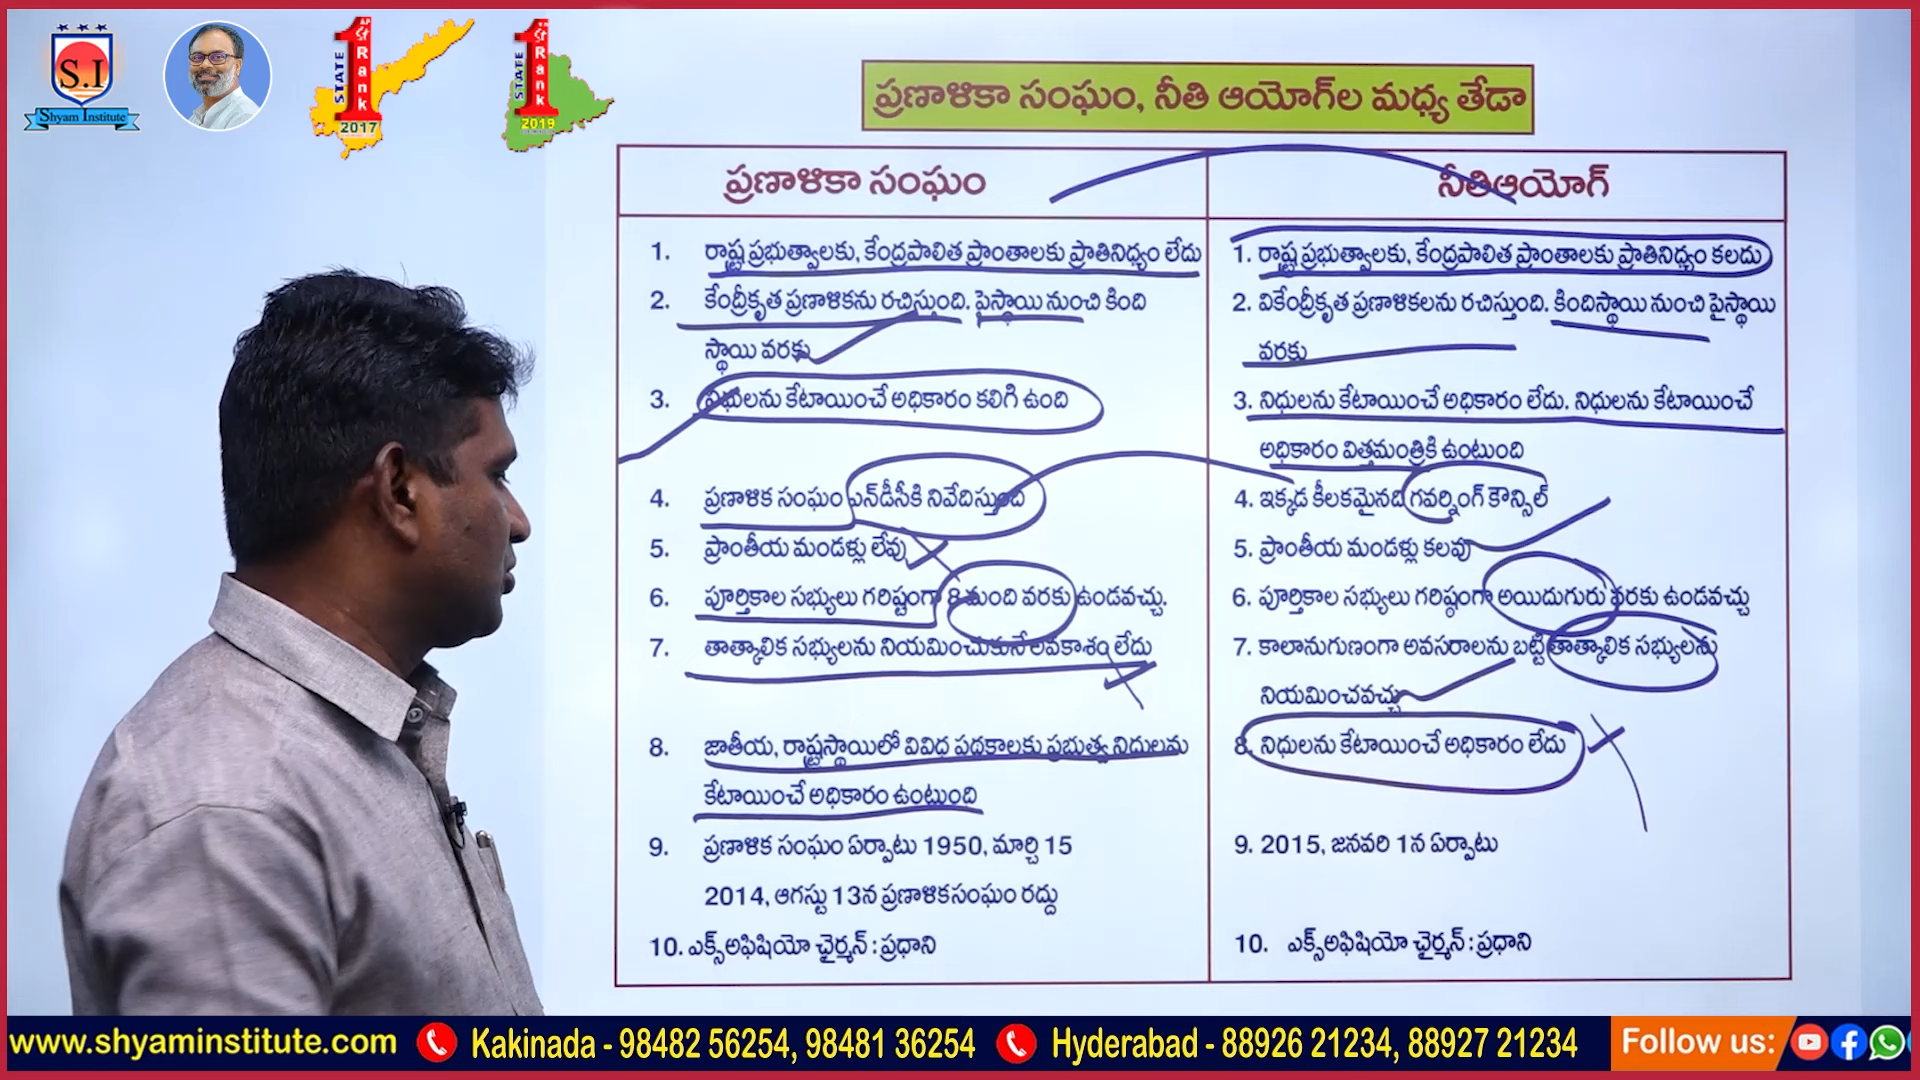 S.I
Shyam Institute
STATE 1 st Rank 2017
STATE 1 st Rank 2019
ప్రణాళికా సంఘం, నీతి ఆయోగ్‌ల మధ్య తేడా
ప్రణాళికా సంఘం
నీతిఆయోగ్
1. రాష్ట్ర ప్రభుత్వాలకు, కేంద్రపాలిత ప్రాంతాలకు ప్రాతినిధ్యం లేదు
2. కేంద్రీకృత ప్రణాళికను రచిస్తుంది. పైస్థాయి నుంచి కింది
స్థాయి వరకు
3. నిధులను కేటాయించే అధికారం కలిగి ఉంది
4. ప్రణాళిక సంఘం ఎన్‌డీసీకి నివేదిస్తుంది
5. ప్రాంతీయ మండళ్లు లేవు
6. పూర్తికాల సభ్యులు గరిష్టంగా 8 మంది వరకు ఉండవచ్చు.
7. తాత్కాలిక సభ్యులను నియమించుకునే అవకాశం లేదు
8. జాతీయ, రాష్ట్రస్థాయిలో వివిధ పథకాలకు ప్రభుత్వ నిధులను
కేటాయించే అధికారం ఉంటుంది
9. ప్రణాళిక సంఘం ఏర్పాటు 1950, మార్చి 15
2014, ఆగస్టు 13న ప్రణాళికసంఘం రద్దు
10. ఎక్స్‌అఫిషియో ఛైర్మన్ : ప్రధాని
1. రాష్ట్ర ప్రభుత్వాలకు, కేంద్రపాలిత ప్రాంతాలకు ప్రాతినిధ్యం కలదు
2. వికేంద్రీకృత ప్రణాళికలను రచిస్తుంది. కిందిస్థాయి నుంచి పైస్థాయి
వరకు
3. నిధులను కేటాయించే అధికారం లేదు. నిధులను కేటాయించే
అధికారం విత్తమంత్రికి ఉంటుంది
4. ఇక్కడ కీలకమైనది గవర్నింగ్ కౌన్సిల్
5. ప్రాంతీయ మండళ్లు కలవు
6. పూర్తికాల సభ్యులు గరిష్ఠంగా అయిదుగురు వరకు ఉండవచ్చు
7. కాలానుగుణంగా అవసరాలను బట్టి తాత్కాలిక సభ్యులను
నియమించవచ్చు
8. నిధులను కేటాయించే అధికారం లేదు
9. 2015, జనవరి 1న ఏర్పాటు
10. ఎక్స్‌అఫిషియో ఛైర్మన్ : ప్రధాని
www.shyaminstitute.com Kakinada - 98482 56254, 98481 36254 Hyderabad - 88926 21234, 88927 21234 Follow us: